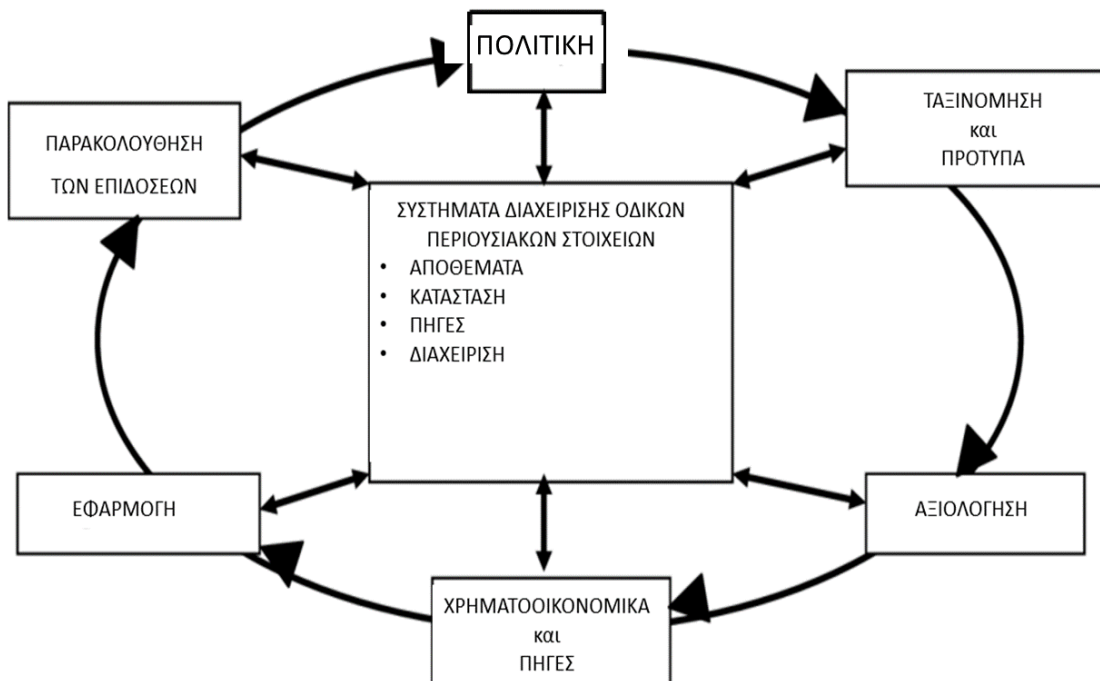 ΠΟΛΙΤΙΚΗ
ΤΑΞΙΝΟΜΗΣΗ
και
ΠΡΟΤΥΠΑ
ΠΑΡΑΚΟΛΟΥΘΗΣΗ
ΤΩΝ ΕΠΙΔΟΣΕΩΝ
ΣΥΣΤΗΜΑΤΑ ΔΙΑΧΕΙΡΙΣΗΣ ΟΔΙΚΩΝ
ΠΕΡΙΟΥΣΙΑΚΩΝ ΣΤΟΙΧΕΙΩΝ
• ΑΠΟΘΕΜΑΤΑ
• ΚΑΤΑΣΤΑΣΗ
• ΠΗΓΕΣ
• ΔΙΑΧΕΙΡΙΣΗ
ΕΦΑΡΜΟΓΗ
ΑΞΙΟΛΟΓΗΣΗ
ΧΡΗΜΑΤΟΟΙΚΟΝΟΜΙΚΑ
και
ΠΗΓΕΣ